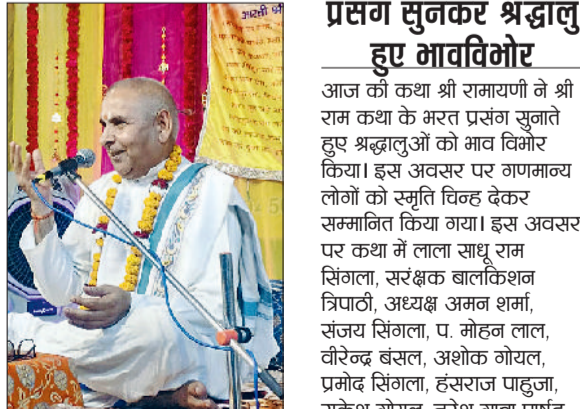 आरती श्री
प्रसंग सुनकर श्रद्धालु
हुए भावविभोर
आज की कथा श्री रामायणी ने श्री
राम कथा के भरत प्रसंग सुनाते
हुए श्रद्धालुओं को भाव विभोर
किया। इस अवसर पर गणमान्य
लोगों को स्मृति चिन्ह देकर
सम्मानित किया गया। इस अवसर
पर कथा में लाला साधू राम
सिंगला, सरंक्षक बालकिशन
त्रिपाठी, अध्यक्ष अमन शर्मा,
संजय सिंगला, प. मोहन लाल,
वीरेन्द्र बंसल, अशोक गोयल,
प्रमोद सिंगला, हंसराज पाहुजा,